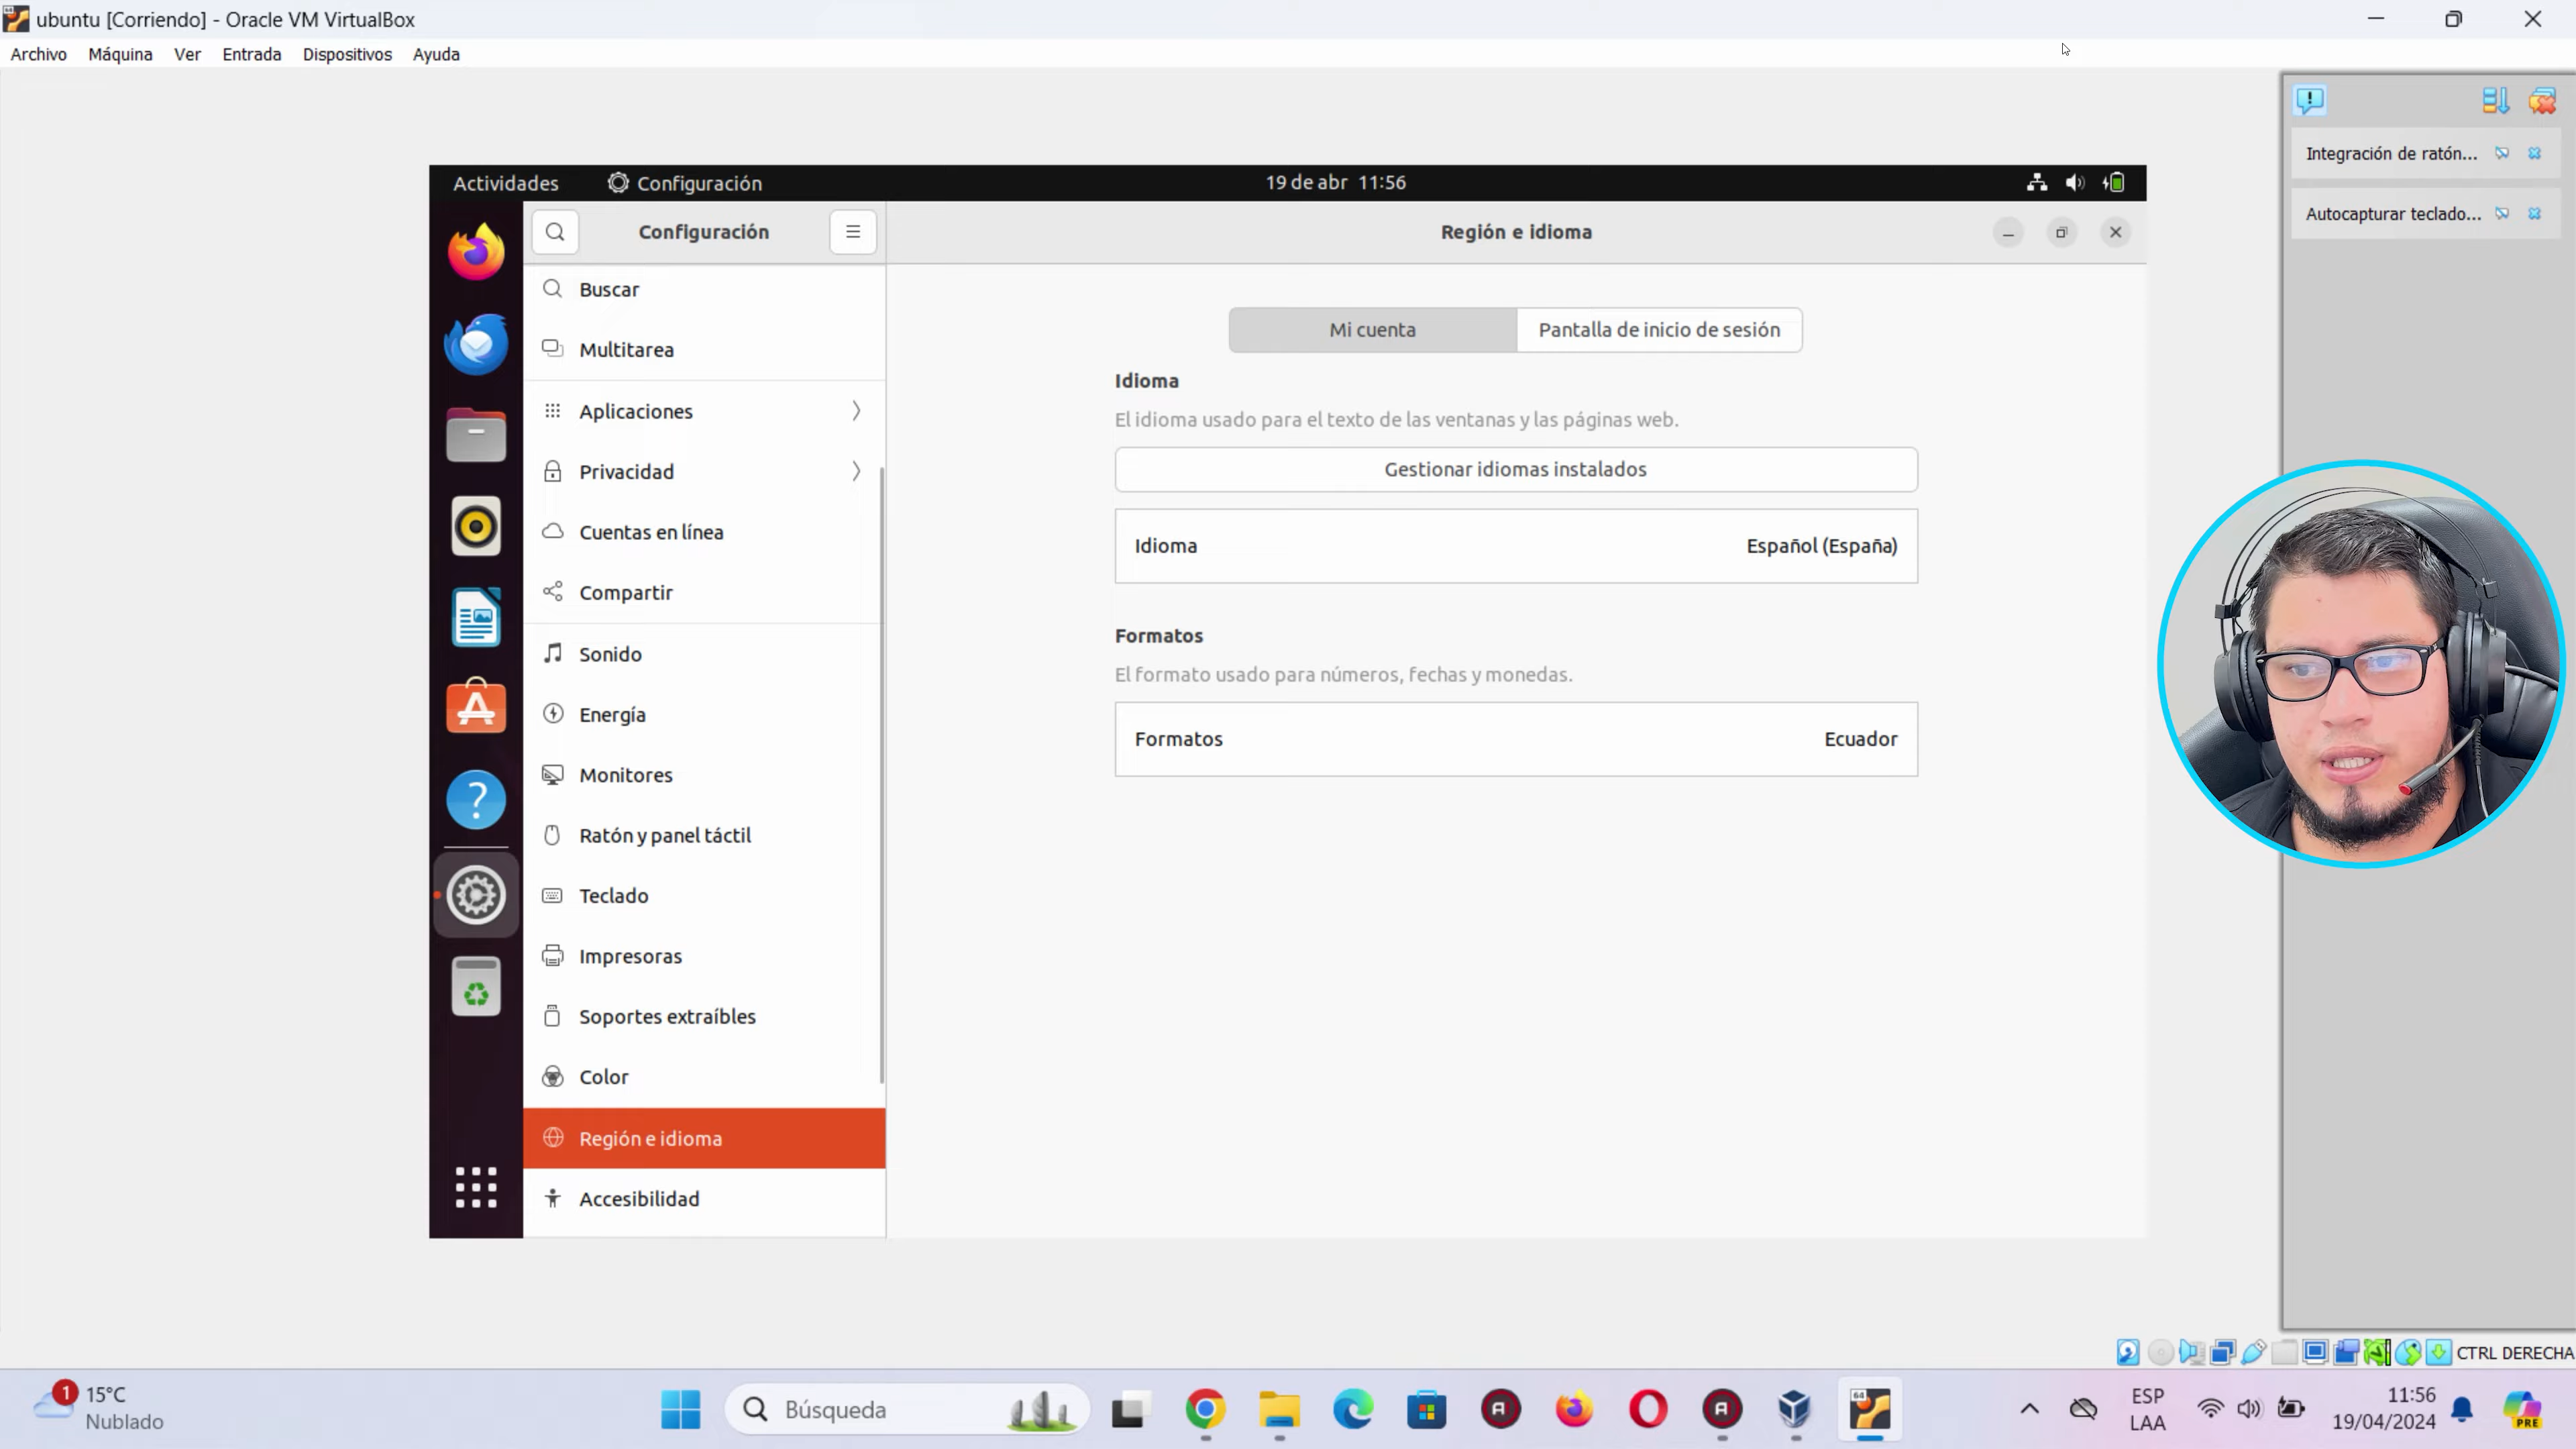 ubuntu [Corriendo] - Oracle VM VirtualBox
Archivo Máquina Ver Entrada Dispositivos Ayuda
Integración de ratón...
Autocapturar teclado...
Actividades Configuración 19 de abr 11:56
Configuración
Región e idioma
Buscar
Multitarea
Aplicaciones
Privacidad
Cuentas en línea
Compartir
Sonido
Energía
Monitores
Ratón y panel táctil
Teclado
Impresoras
Soportes extraíbles
Color
Región e idioma
Accesibilidad
Mi cuenta Pantalla de inicio de sesión
Idioma
El idioma usado para el texto de las ventanas y las páginas web.
Gestionar idiomas instalados
Idioma Español (España)
Formatos
El formato usado para números, fechas y monedas.
Formatos Ecuador
CTRL DERECHA
1
15°C
Nublado
Búsqueda
64
ESP
LAA
11:56
19/04/2024
PRE